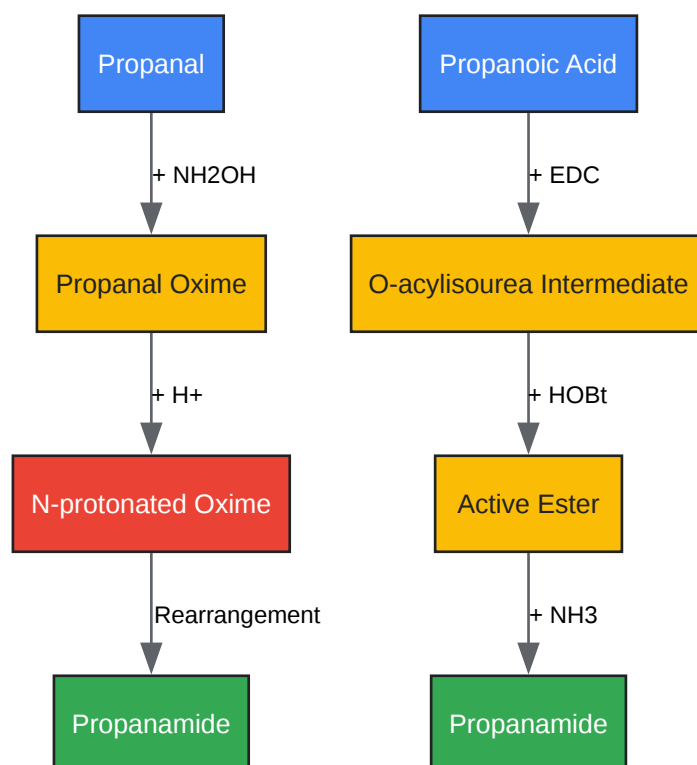 Propanal
Propanoic Acid
+ NH2OH
+ EDC
Propanal Oxime
O-acylisourea Intermediate
+ H+
+ HOBt
N-protonated Oxime
Active Ester
Rearrangement
+ NH3
Propanamide
Propanamide